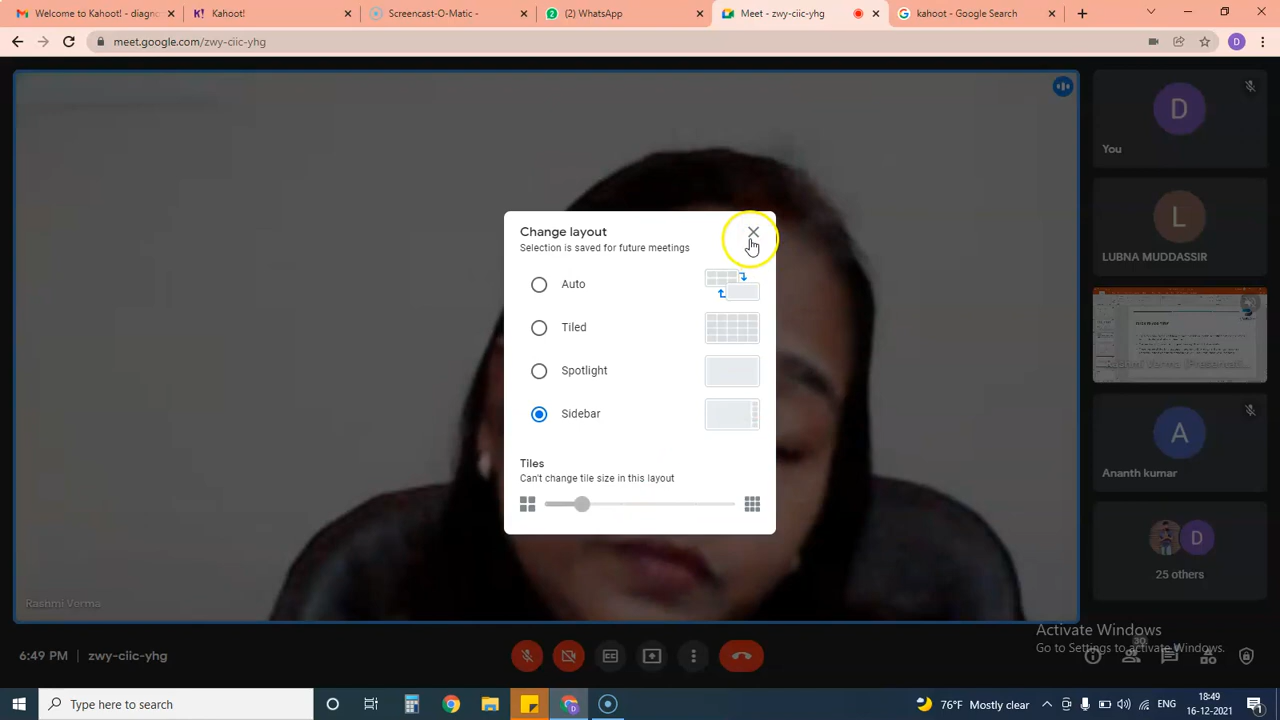 Welcome to Kahoot! - diagno
Kahoot!
Screencast-O-Matic -
(2) WhatsApp
Meet - zwy-ciic-yhg
kahoot - Google Search
meet.google.com/zwy-ciic-yhg
D
D
You
L
LUBNA MUDDASSIR
A
Ananth kumar
D
25 others
Change layout
Selection is saved for future meetings
Auto
Tiled
Spotlight
Sidebar
Tiles
Can't change tile size in this layout
Rashmi Verma
Activate Windows
Go to Settings to activate Windows.
6:49 PM
zwy-ciic-yhg
30
Type here to search
76°F Mostly clear
ENG
18:49
16-12-2021
1